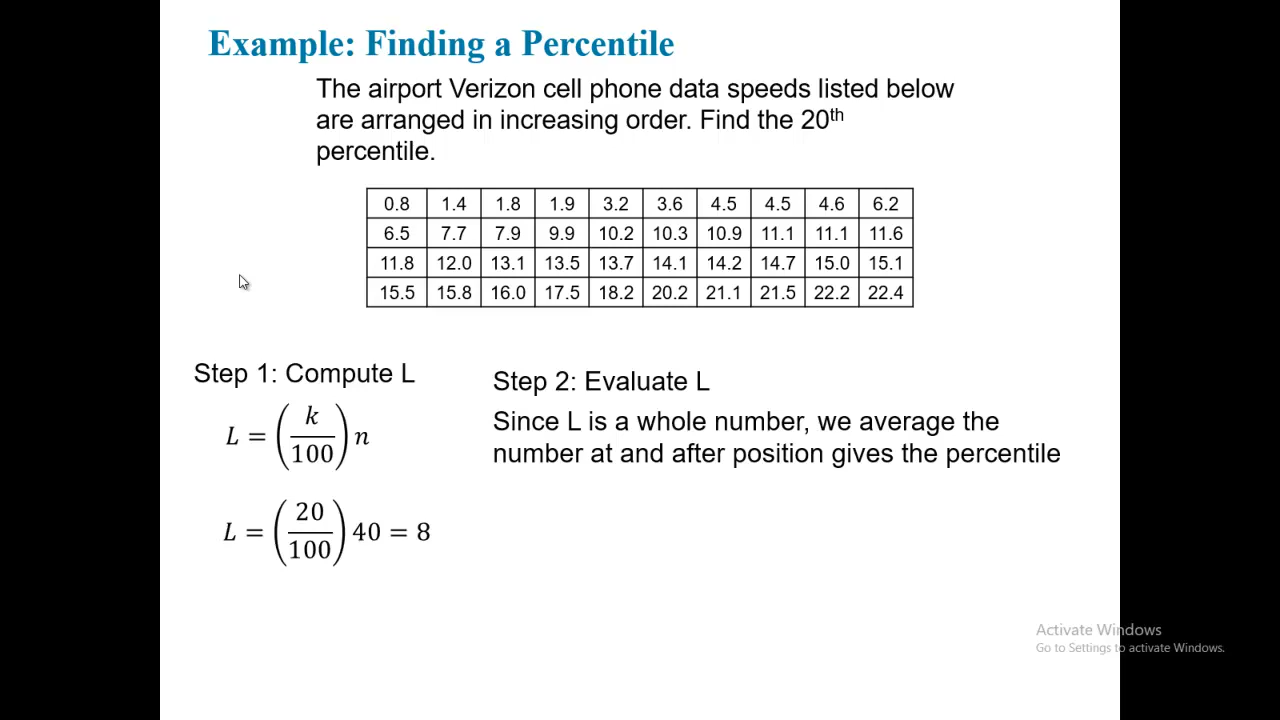 Example: Finding a Percentile
The airport Verizon cell phone data speeds listed below
are arranged in increasing order. Find the 20th
percentile.
0.8 1.4 1.8 1.9 3.2 3.6 4.5 4.5 4.6 6.2
6.5 7.7 7.9 9.9 10.2 10.3 10.9 11.1 11.1 11.6
11.8 12.0 13.1 13.5 13.7 14.1 14.2 14.7 15.0 15.1
15.5 15.8 16.0 17.5 18.2 20.2 21.1 21.5 22.2 22.4
Step 1: Compute L
L = (k/100) n
L = (20/100) 40 = 8
Step 2: Evaluate L
Since L is a whole number, we average the
number at and after position gives the percentile
Activate Windows
Go to Settings to activate Windows.